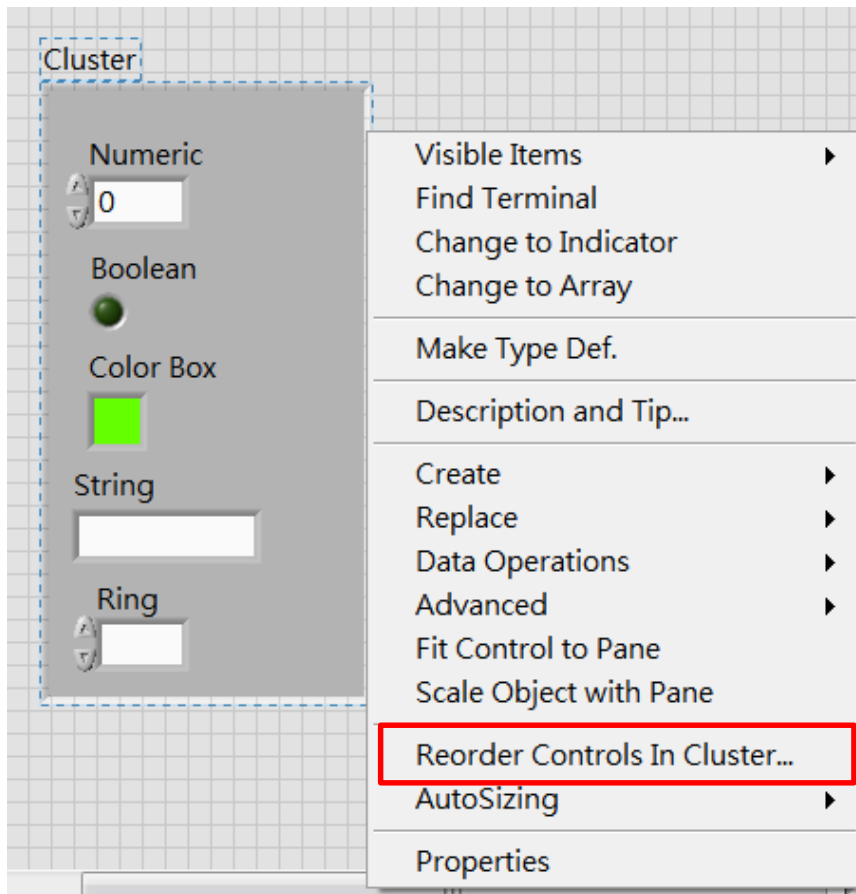 Cluster
Numeric
0
Boolean
Color Box
String
Ring
Visible Items
Find Terminal
Change to Indicator
Change to Array
Make Type Def.
Description and Tip...
Create
Replace
Data Operations
Advanced
Fit Control to Pane
Scale Object with Pane
Reorder Controls In Cluster...
AutoSizing
Properties